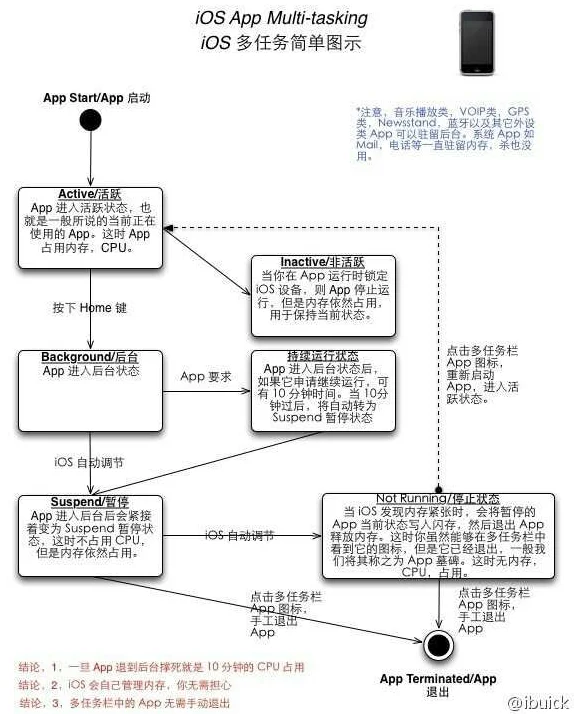 iOS App Multi-tasking
iOS 多任务简单图示
App Start/App 启动
*注意，音乐播放类，VOIP类，GPS
类，Newsstand，蓝牙以及其它外设
类 App 可以驻留后台。系统 App 如
Mail，电话等一直驻留内存，杀也没
用。
Active/活跃
App 进入活跃状态，也
就是一般所说的当前正在
使用的 App。这时 App
占用内存，CPU。
Inactive/非活跃
当你在 App 运行时锁定
iOS 设备，则 App 停止运
行，但是内存依然占用，
用于保持当前状态。
按下 Home 键
Background/后台
App 进入后台状态
App 要求
持续运行状态
App 进入后台状态后，
如果它申请继续运行，可
有 10 分钟时间。当 10分
钟过后，将自动转为
Suspend 暂停状态
点击多任务栏
App 图标，
重新启动
App，进入活
跃状态。
iOS 自动调节
Suspend/暂停
App 进入后台后会紧接
着变为 Suspend 暂停状
态，这时不占用 CPU，
但是内存依然占用。
iOS 自动调节
Not Running/停止状态
当 iOS 发现内存紧张时，会将暂停的
App 当前状态写入闪存，然后退出 App
释放内存。这时你虽然能够在多任务栏中
看到它的图标，但是它已经退出，一般我
们将其称之为 App 墓碑。这时无内存，
CPU，占用。
点击多任务栏
App 图标，
手工退出
App
点击多任务栏
App 图标，
手工退出
App
App Terminated/App
退出
结论，1，一旦 App 退到后台撑死就是 10 分钟的 CPU 占用
结论，2，iOS 会自己管理内存，你无需担心
结论，3，多任务栏中的 App 无需手动退出
@ibuick